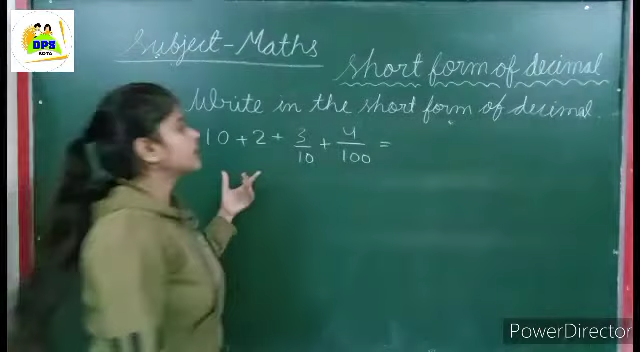 DPS
KOTA
Subject-Maths
Short form of decimal
Write in the short form of decimal.
10 + 2 + 3/10 + 4/100 =
PowerDirector